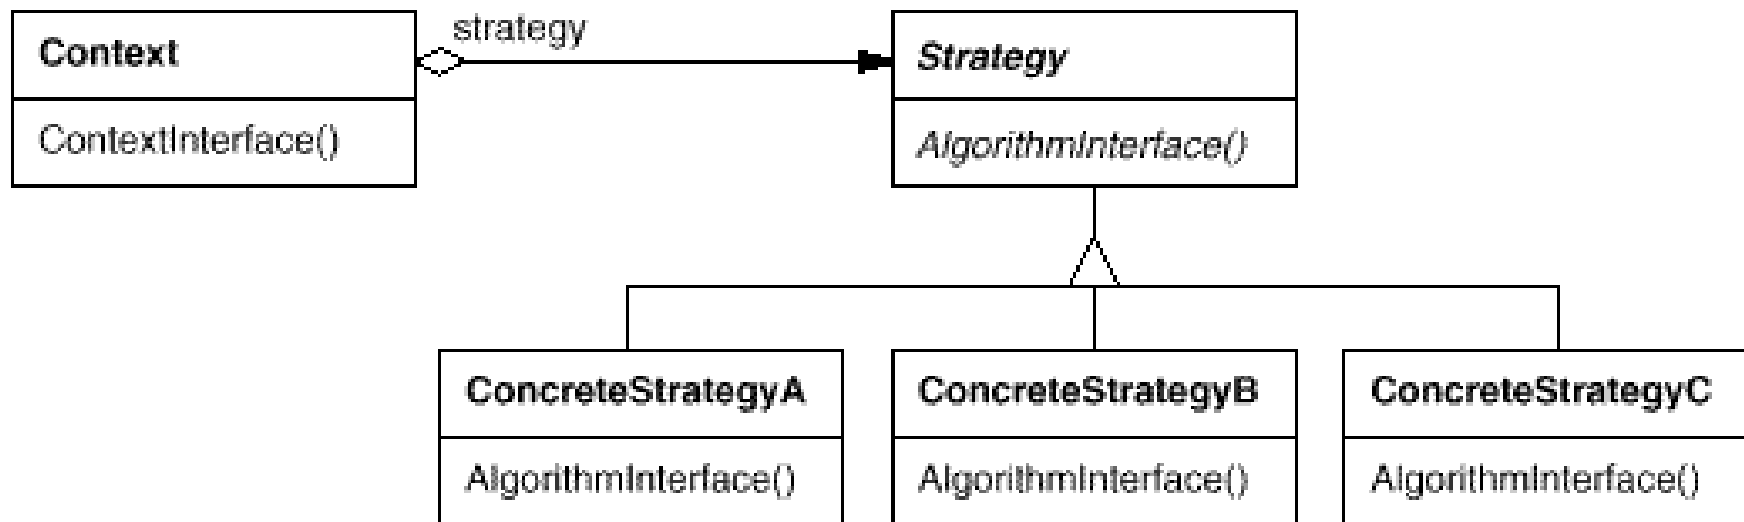 Context
ContextInterface()
strategy
Strategy
AlgorithmInterface()
ConcreteStrategyA
AlgorithmInterface()
ConcreteStrategyB
AlgorithmInterface()
ConcreteStrategyC
AlgorithmInterface()